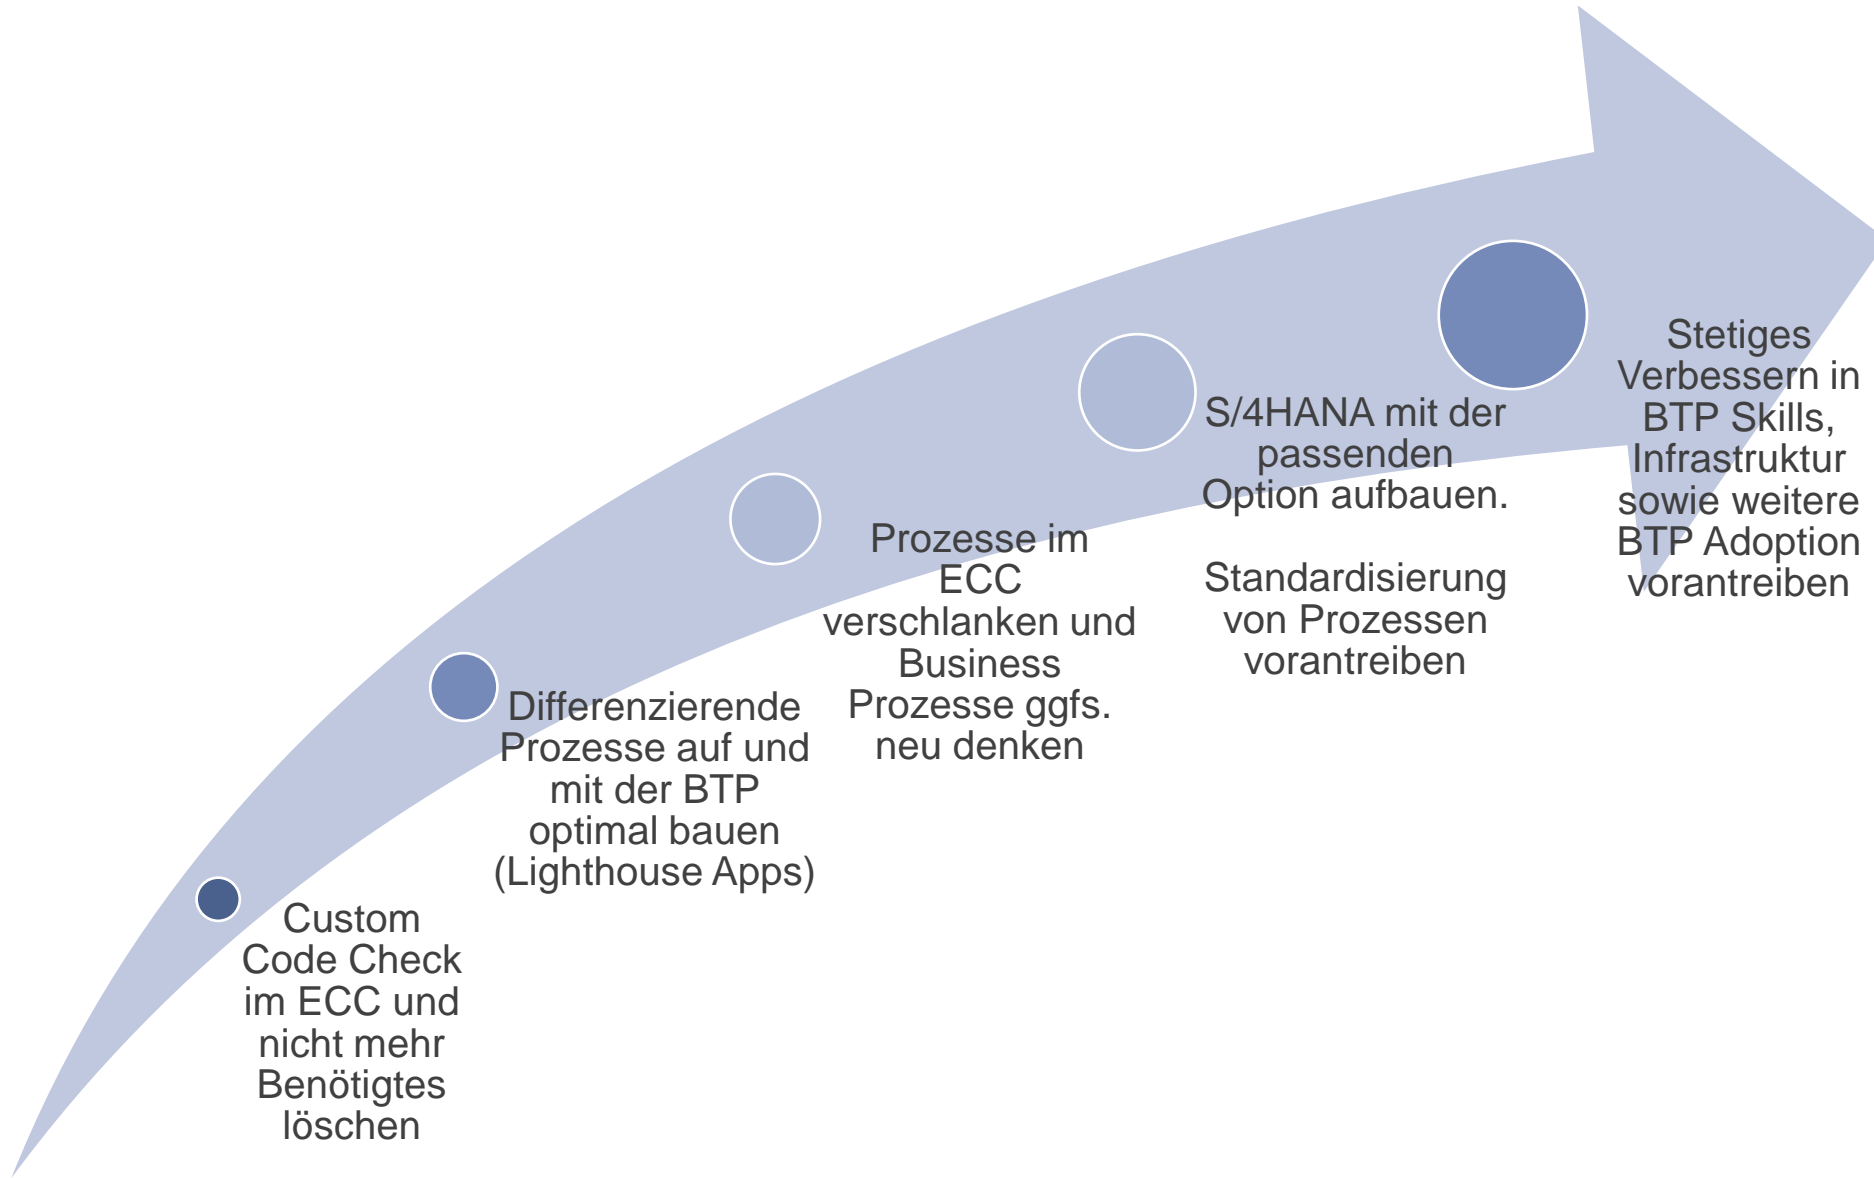 Custom
Code Check
im ECC und
nicht mehr
Benötigtes
löschen
Differenzierende
Prozesse auf und
mit der BTP
optimal bauen
(Lighthouse Apps)
Prozesse im
ECC
verschlanken und
Business
Prozesse ggfs.
neu denken
S/4HANA mit der
passenden
Option aufbauen.
Standardisierung
von Prozessen
vorantreiben
Stetiges
Verbessern in
BTP Skills,
Infrastruktur
sowie weitere
BTP Adoption
vorantreiben